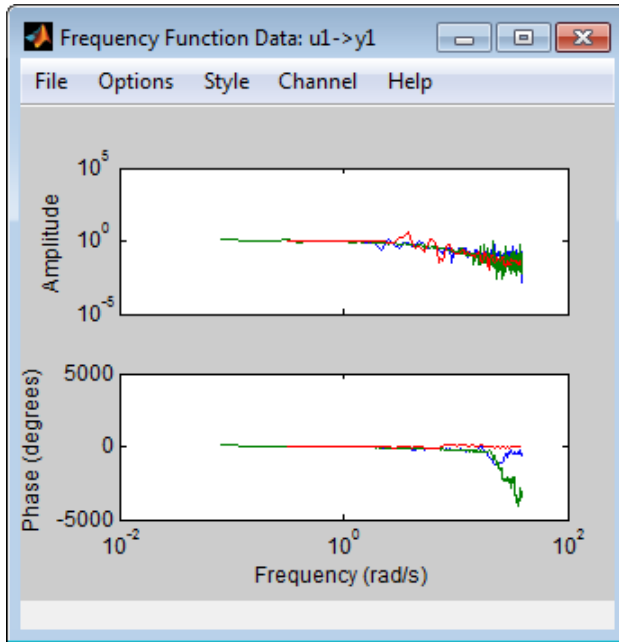 Frequency Function Data: u1->y1
File Options Style Channel Help
10^5
10^0
10^-5
Amplitude
5000
0
-5000
Phase (degrees)
10^-2 10^0 10^2
Frequency (rad/s)